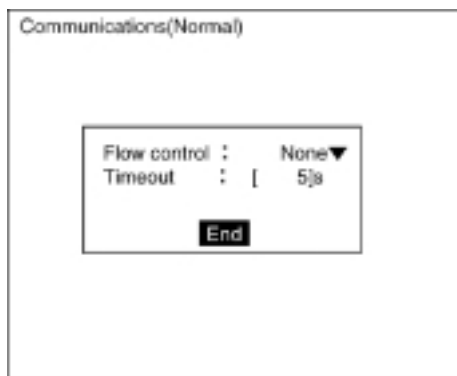 Communications(Normal)
Flow control : None▼
Timeout : [ 5]s
End